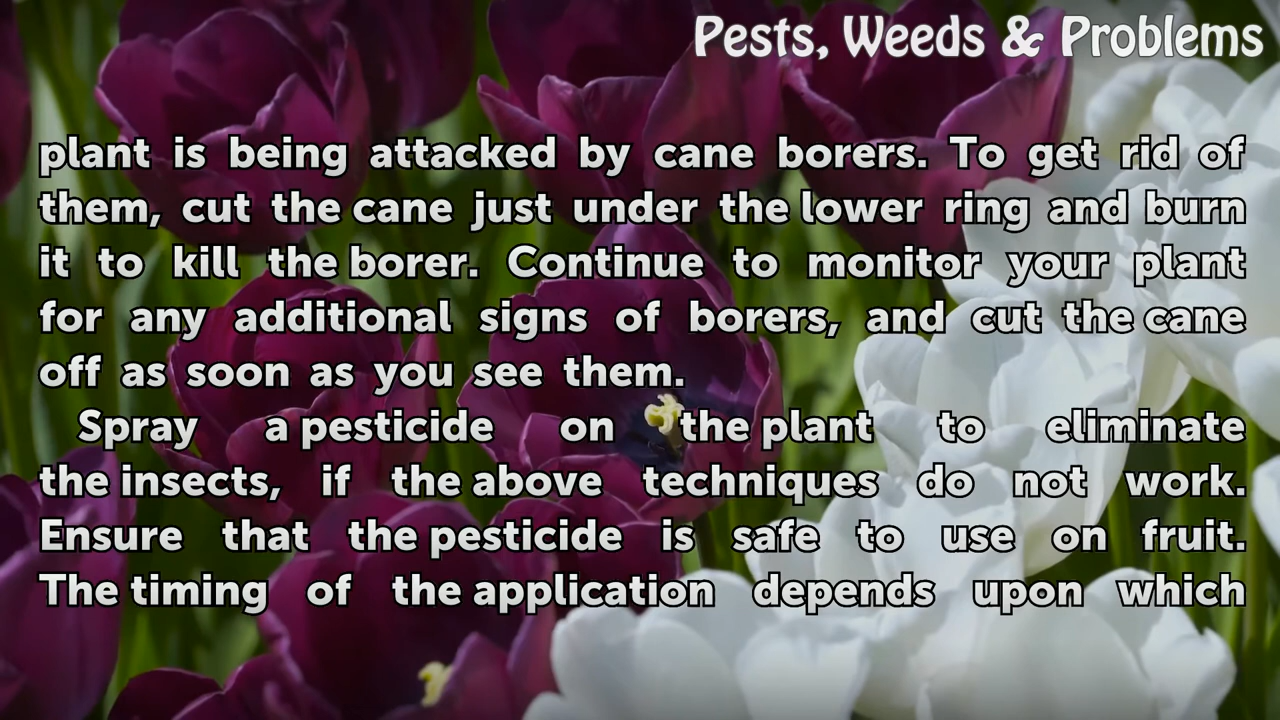 Pests, Weeds & Problems
plant is being attacked by cane borers. To get rid of
them, cut the cane just under the lower ring and burn
it to kill the borer. Continue to monitor your plant
for any additional signs of borers, and cut the cane
off as soon as you see them.
Spray a pesticide on the plant to eliminate
the insects, if the above techniques do not work.
Ensure that the pesticide is safe to use on fruit.
The timing of the application depends upon which